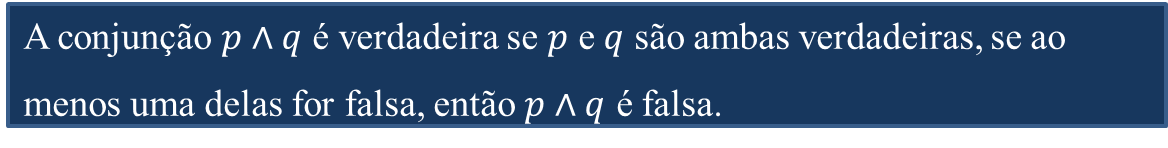 A conjunção 𝑝 ∧ 𝑞 é verdadeira se 𝑝 e 𝑞 são ambas verdadeiras, se ao
menos uma delas for falsa, então 𝑝 ∧ 𝑞 é falsa.